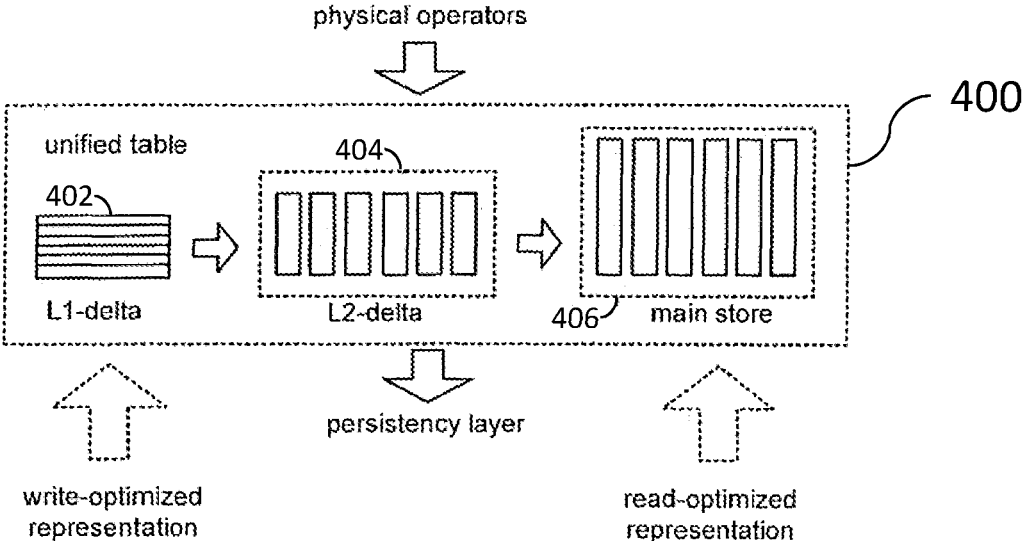 physical operators
400
unified table
404
402
L1-delta
L2-delta
406
main store
persistency layer
write-optimized
representation
read-optimized
representation